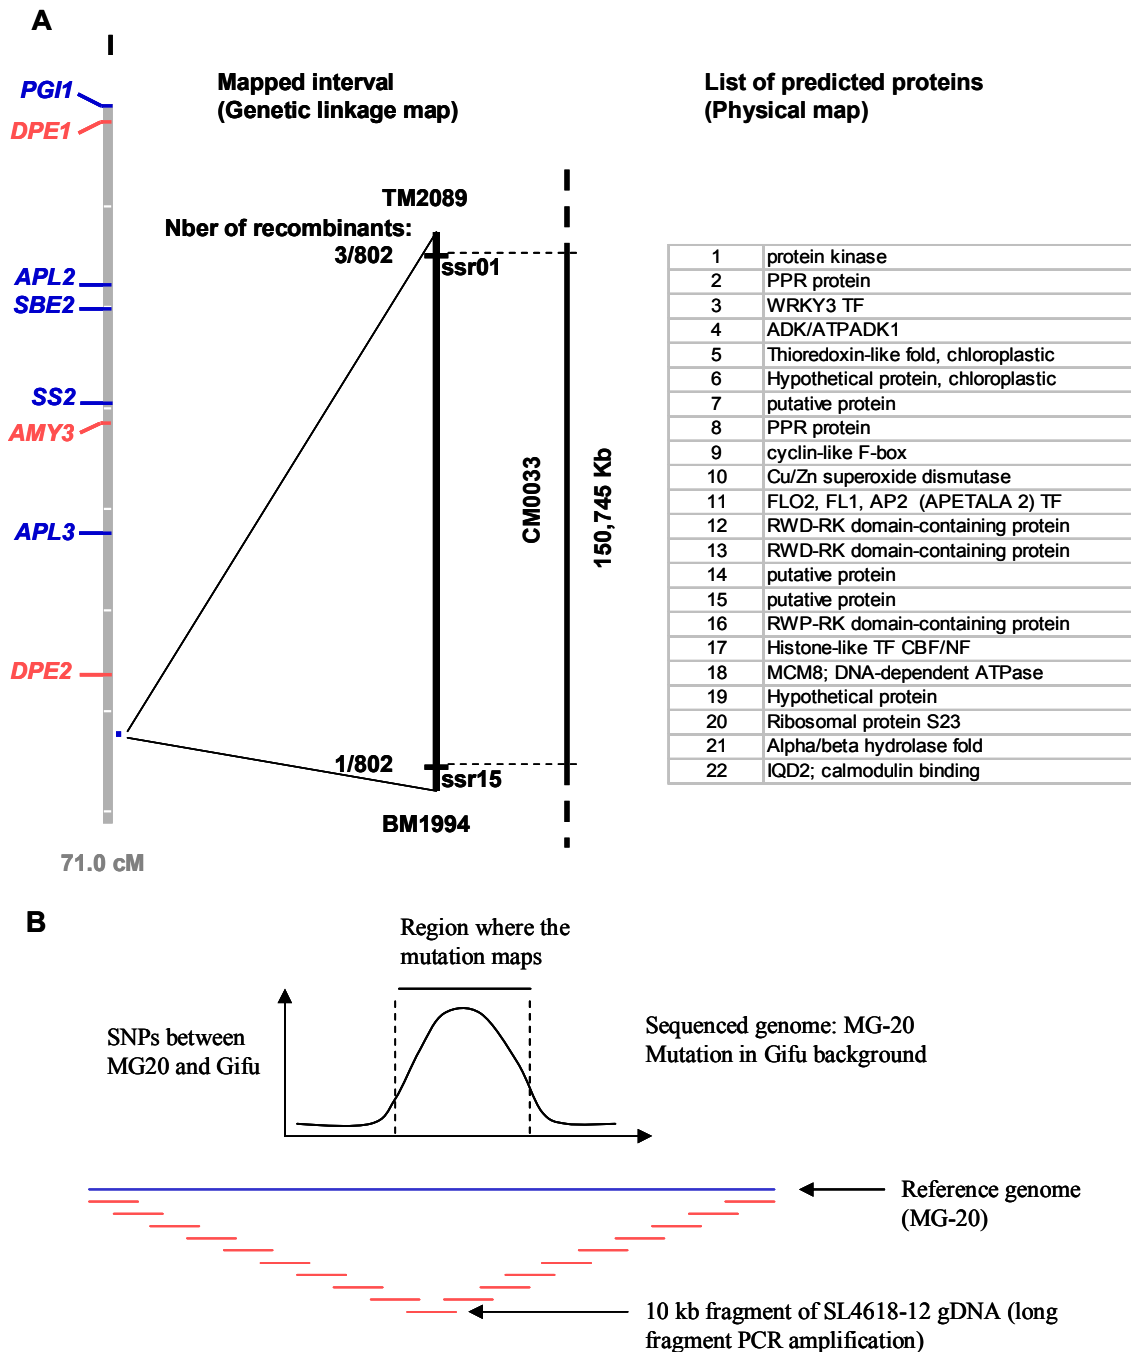 A
PGI1
DPE1
APL2
SBE2
SS2
AMY3
APL3
DPE2
71.0 cM
Mapped interval
(Genetic linkage map)
TM2089
Nber of recombinants:
3/802
ssr01
1/802
ssr15
BM1994
CM0033
150,745 Kb
List of predicted proteins
(Physical map)
1 protein kinase
2 PPR protein
3 WRKY3 TF
4 ADK/ATPADK1
5 Thioredoxin-like fold, chloroplastic
6 Hypothetical protein, chloroplastic
7 putative protein
8 PPR protein
9 cyclin-like F-box
10 Cu/Zn superoxide dismutase
11 FLO2, FL1, AP2 (APETALA 2) TF
12 RWD-RK domain-containing protein
13 RWD-RK domain-containing protein
14 putative protein
15 putative protein
16 RWP-RK domain-containing protein
17 Histone-like TF CBF/NF
18 MCM8; DNA-dependent ATPase
19 Hypothetical protein
20 Ribosomal protein S23
21 Alpha/beta hydrolase fold
22 IQD2; calmodulin binding
B
Region where the
mutation maps
SNPs between
MG20 and Gifu
Sequenced genome: MG-20
Mutation in Gifu background
Reference genome
(MG-20)
10 kb fragment of SL4618-12 gDNA (long
fragment PCR amplification)